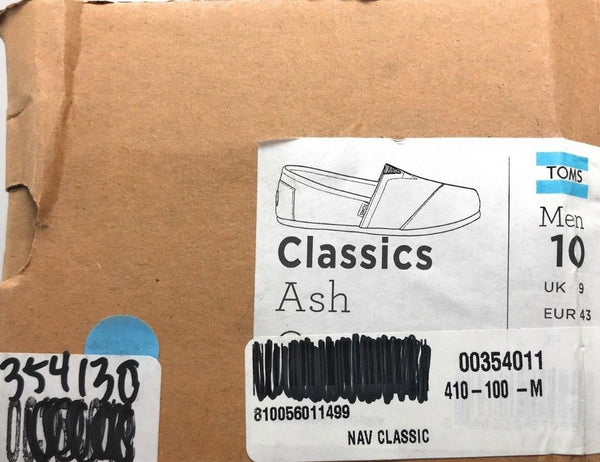 TOMS
Classics
Ash
Men
10
UK 9
EUR 43
00354011
410-100-M
810056011499
NAV CLASSIC
354130